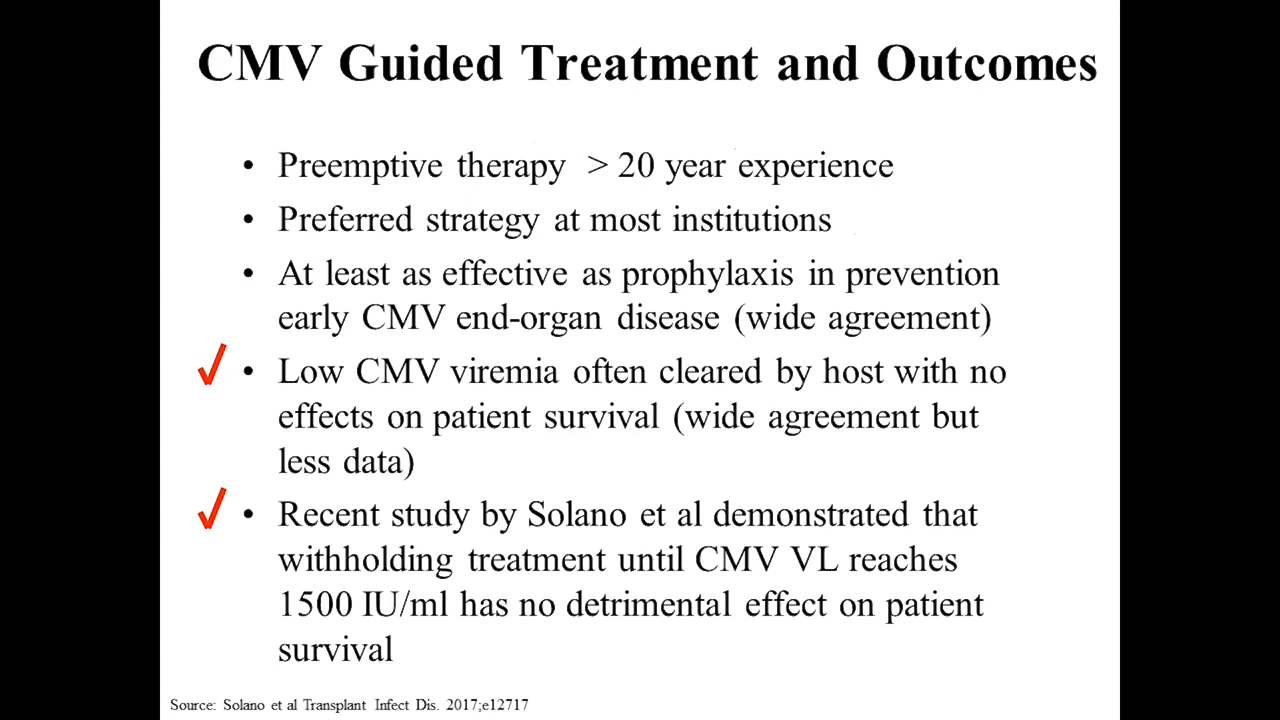 CMV Guided Treatment and Outcomes
• Preemptive therapy > 20 year experience
• Preferred strategy at most institutions
• At least as effective as prophylaxis in prevention
early CMV end-organ disease (wide agreement)
• Low CMV viremia often cleared by host with no
effects on patient survival (wide agreement but
less data)
• Recent study by Solano et al demonstrated that
withholding treatment until CMV VL reaches
1500 IU/ml has no detrimental effect on patient
survival
Source: Solano et al Transplant Infect Dis. 2017;e12717